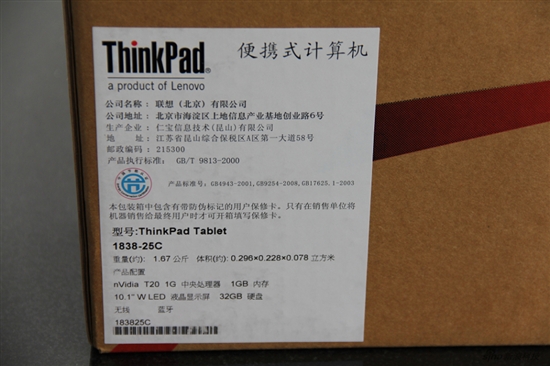 ThinkPad 便携式计算机
a product of Lenovo
公司名称: 联想（北京）有限公司
公司地址: 北京市海淀区上地信息产业基地创业路6号
生产企业: 仁宝信息技术(昆山)有限公司
地 址: 江苏省昆山综合保税区A区第一大道58号
邮政编码: 215300
产品执行标准: GB/T 9813-2000
产品标准号: GB4943-2001,GB9254-2008,GB17625.1-2003
本包装箱中包含有带防伪标记的用户保修卡。只有在销售单位将
机器销售给最终用户时才可开箱填写保修卡。
型号:ThinkPad Tablet
1838-25C
重量(约): 1.67 公斤 体积(约): 0.296×0.228×0.078 立方米
产品配置
nVidia T20 1G 中央处理器 1GB 内存
10.1" W LED 液晶显示屏 32GB 硬盘
无线 蓝牙
183825C